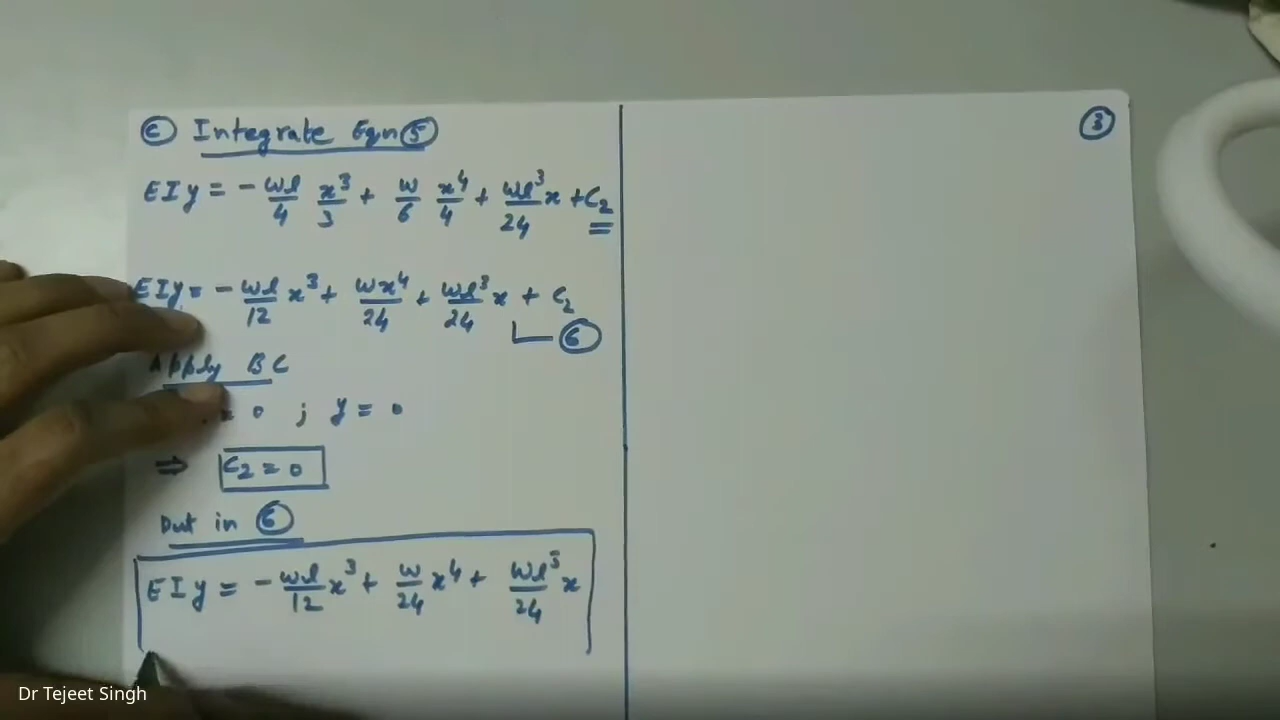 Ⓒ Integrate Eqn ⑤
③
EIy = - wl/4 x³/3 + w/6 x⁴/4 + wl³/24 x + C₂
EIy = - wl/12 x³ + wx⁴/24 + wl³/24 x + C₂
⑥
Apply BC
x = 0 ; y = 0
⇒ C₂ = 0
Put in ⑥
EIy = - wl/12 x³ + w/24 x⁴ + wl³/24 x
Dr Tejeet Singh